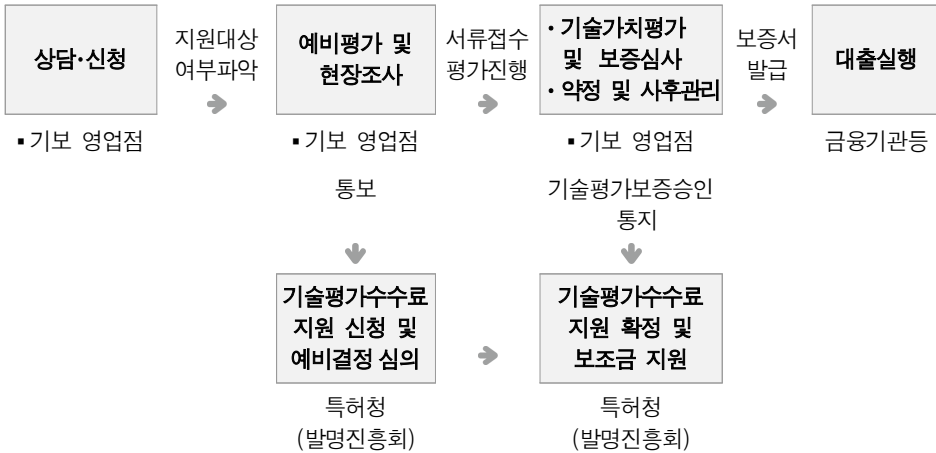 상담·신청
지원대상
여부파악
예비평가 및
현장조사
서류접수
평가진행
· 기술가치평가
및 보증심사
· 약정 및 사후관리
보증서
발급
대출실행
▪ 기보 영업점
▪ 기보 영업점
▪ 기보 영업점
금융기관등
통보
기술평가보증승인
통지
기술평가수수료
지원 신청 및
예비결정 심의
기술평가수수료
지원 확정 및
보조금 지원
특허청
(발명진흥회)
특허청
(발명진흥회)